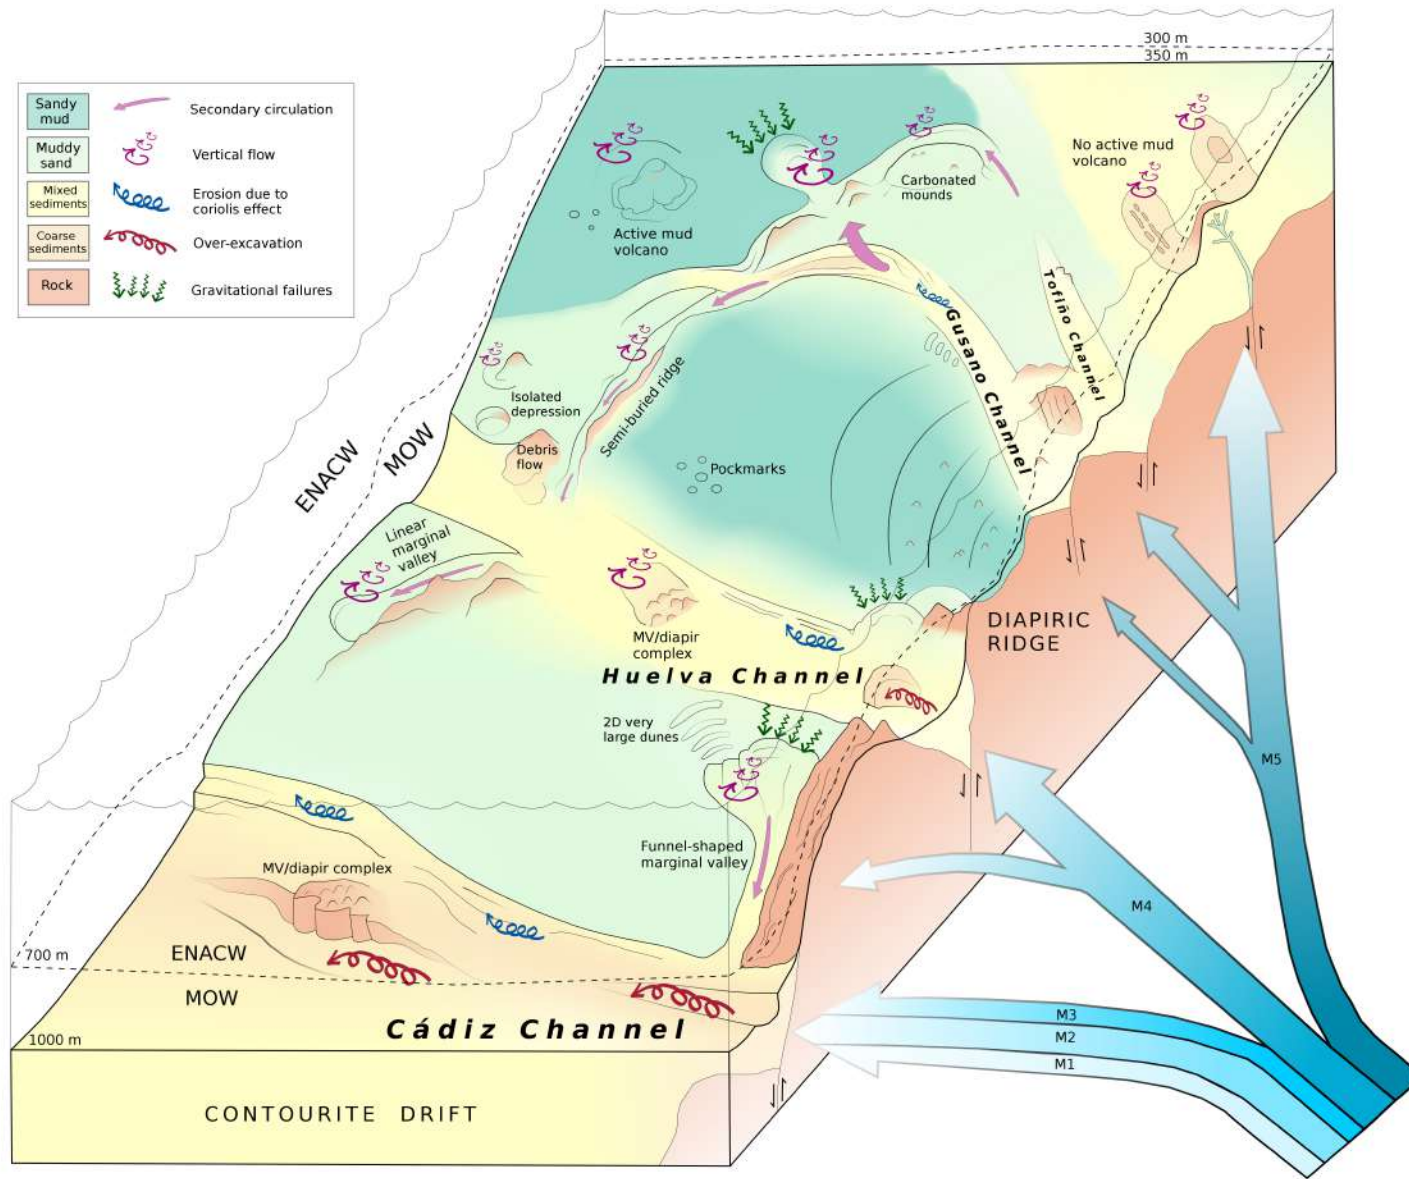 300 m
350 m
Sandy
mud
Secondary circulation
Muddy
sand
Vertical flow
Mixed
sediments
Erosion due to
coriolis effect
Coarse
sediments
Over-excavation
Rock
Gravitational failures
No active mud
volcano
Carbonated
mounds
Active mud
volcano
Tofiño Channel
Gusano Channel
Isolated
depression
Semi-buried ridge
ENACW
MOW
Debris
flow
Pockmarks
Linear
marginal
valley
DIAPIRIC
RIDGE
MV/diapir
complex
Huelva Channel
2D very
large dunes
M5
Funnel-shaped
marginal valley
MV/diapir complex
M4
700 m
ENACW
MOW
M3
M2
M1
Cádiz Channel
1000 m
CONTOURITE DRIFT